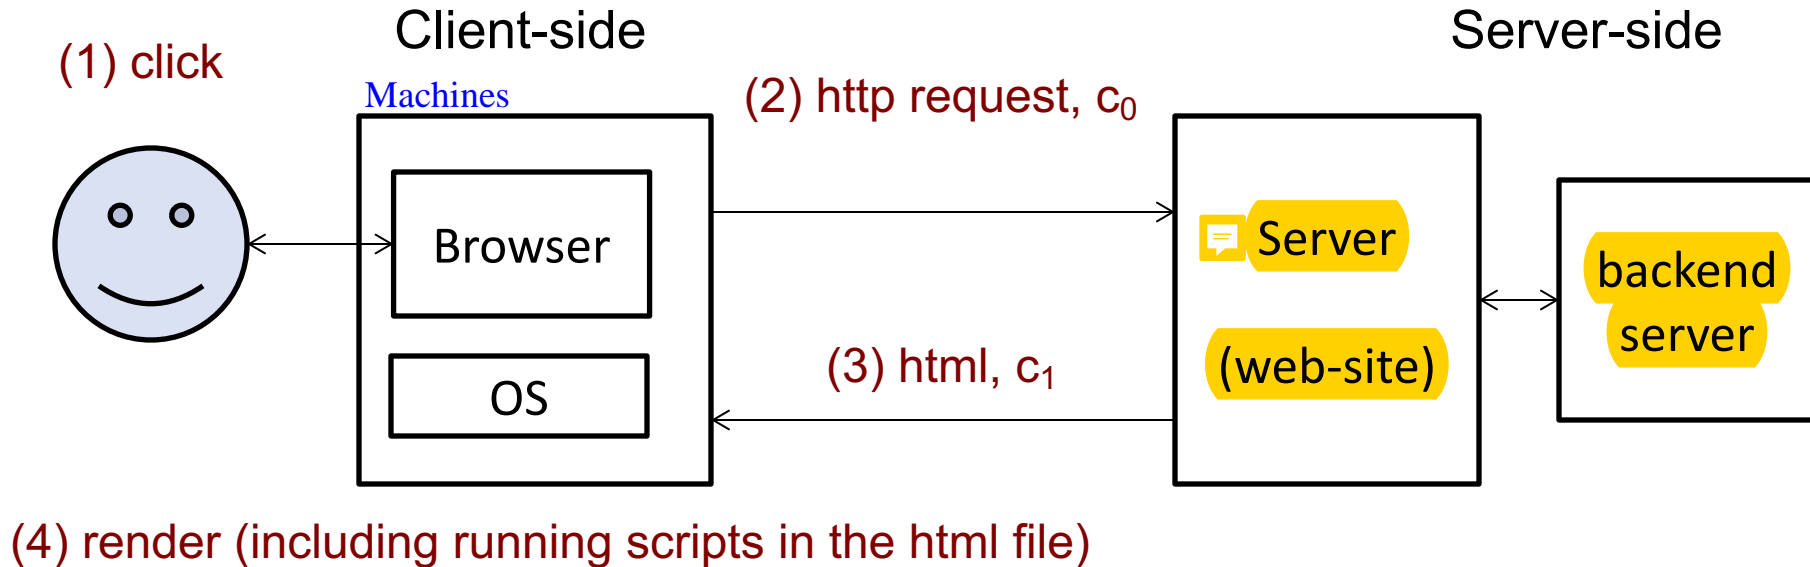 Client-side
Server-side
(1) click
Machines
(2) http request, c₀
Browser
Server
backend
server
(web-site)
(3) html, c₁
OS
(4) render (including running scripts in the html file)